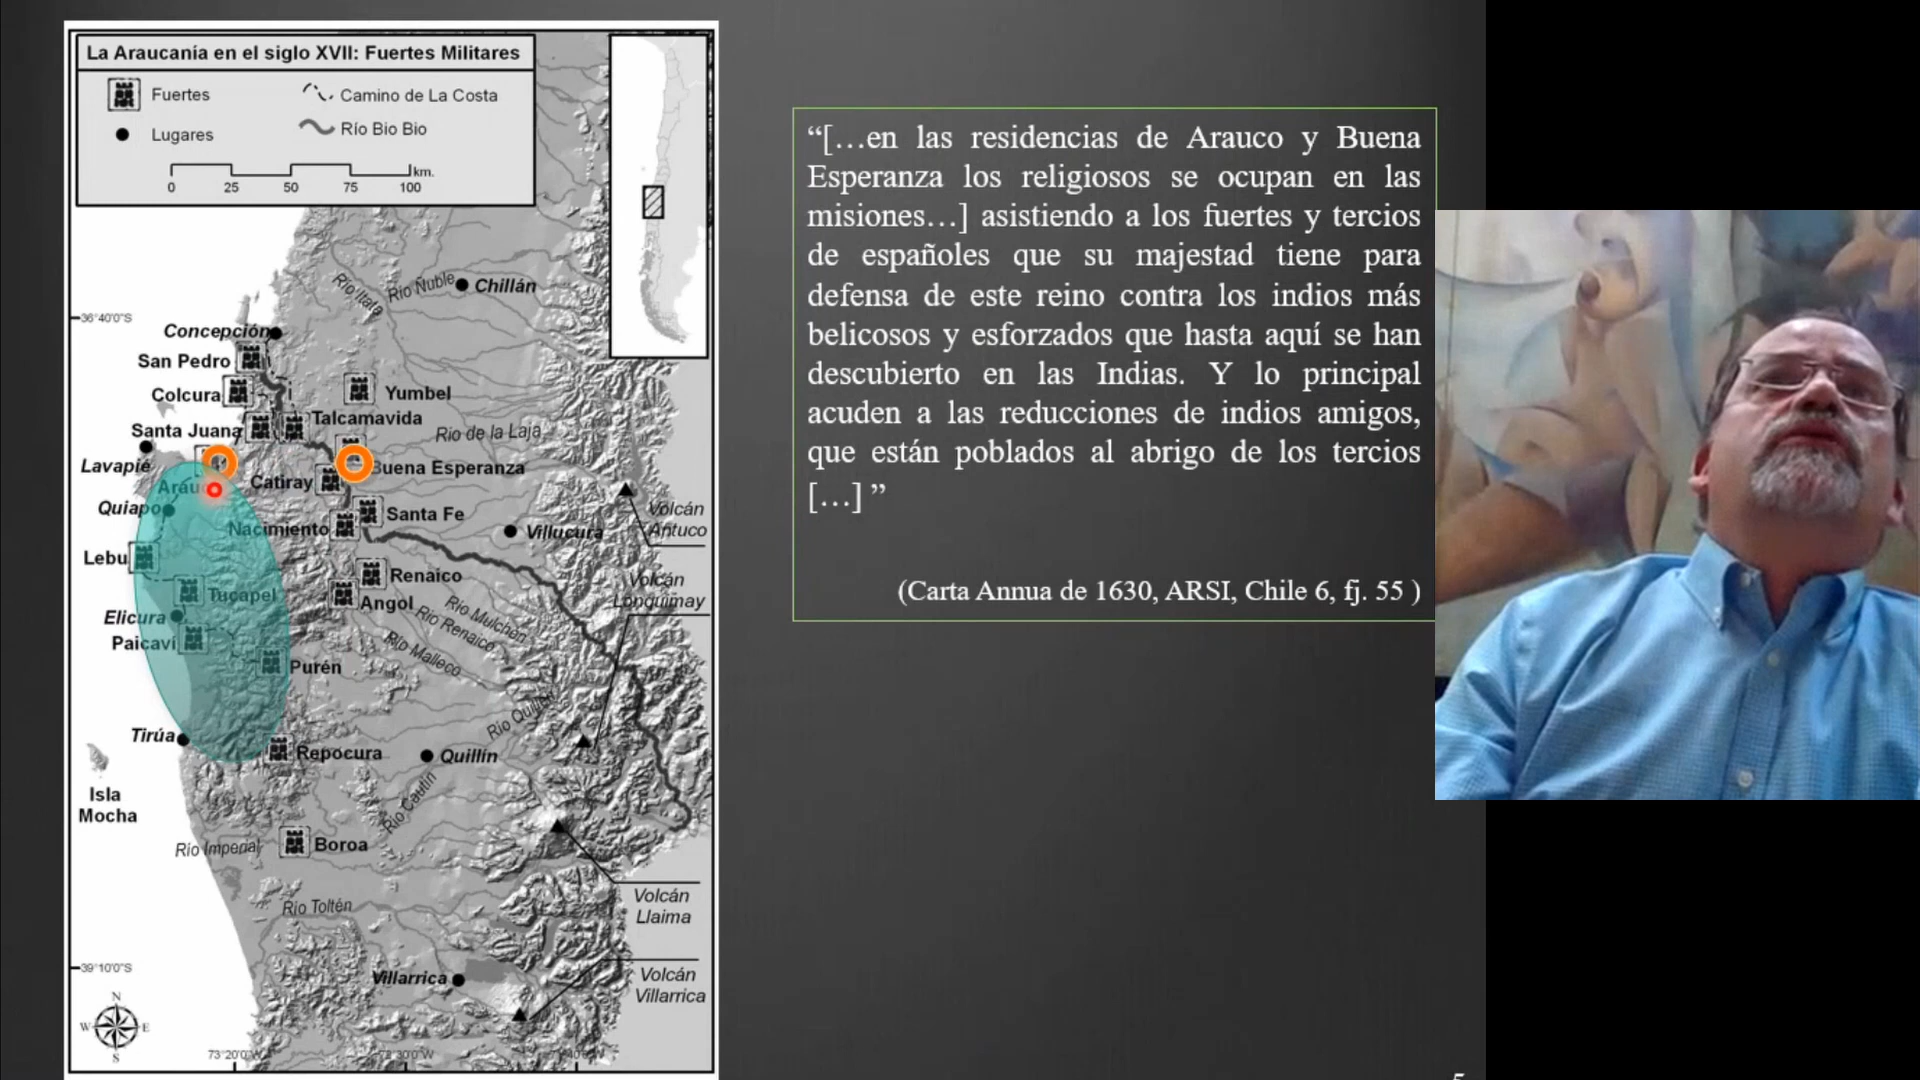 La Araucanía en el siglo XVII: Fuertes Militares
Fuertes
Camino de La Costa
Lugares
Río Bio Bio
km.
0 25 50 75 100
Río Itata
Río Ñuble
Chillán
36°40'0"S
Concepción
San Pedro
Colcura
Yumbel
Talcamavida
Santa Juana
Río de la Laja
Lavapié
Buena Esperanza
Catiray
Quiapo
Santa Fe
Nacimiento
Volcán
Antuco
Villucura
Lebu
Renaico
Volcán
Lonquimay
Tucapel
Angol
Río Mulchén
Elicura
Río Renaico
Paicaví
Río Malleco
Purén
Tirúa
Repocura
Quillín
Isla
Mocha
Río Cautín
Río Imperial
Boroa
Volcán
Llaima
Río Toltén
39°10'0"S
Villarrica
Volcán
Villarrica
N
W E
S
“[…en las residencias de Arauco y Buena
Esperanza los religiosos se ocupan en las
misiones…] asistiendo a los fuertes y tercios
de españoles que su majestad tiene para
defensa de este reino contra los indios más
belicosos y esforzados que hasta aquí se han
descubierto en las Indias. Y lo principal
acuden a las reducciones de indios amigos,
que están poblados al abrigo de los tercios
[…] ”
(Carta Annua de 1630, ARSI, Chile 6, fj. 55 )